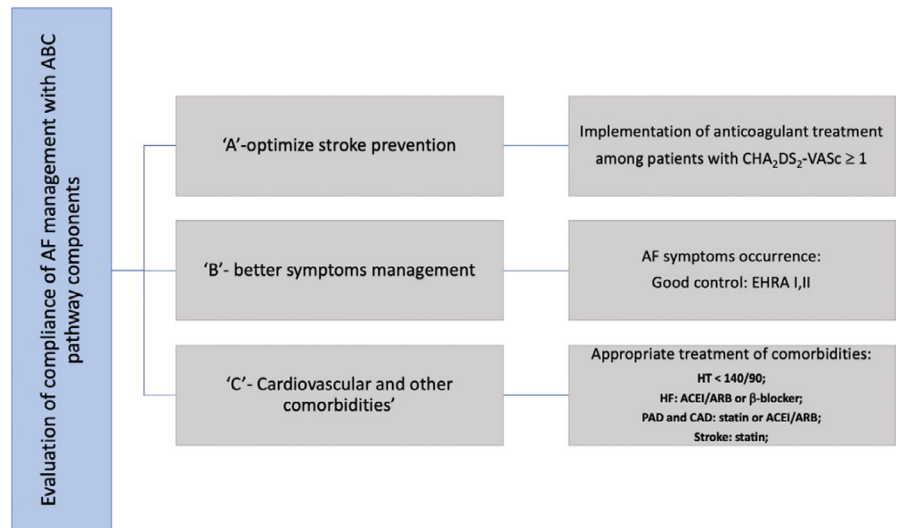 Evaluation of compliance of AF management with ABC
pathway components
‘A’-optimize stroke prevention
Implementation of anticoagulant treatment
among patients with CHA₂DS₂-VASc ≥ 1
‘B’- better symptoms management
AF symptoms occurrence:
Good control: EHRA I,II
‘C’- Cardiovascular and other
comorbidities’
Appropriate treatment of comorbidities:
HT < 140/90;
HF: ACEI/ARB or β-blocker;
PAD and CAD: statin or ACEI/ARB;
Stroke: statin;